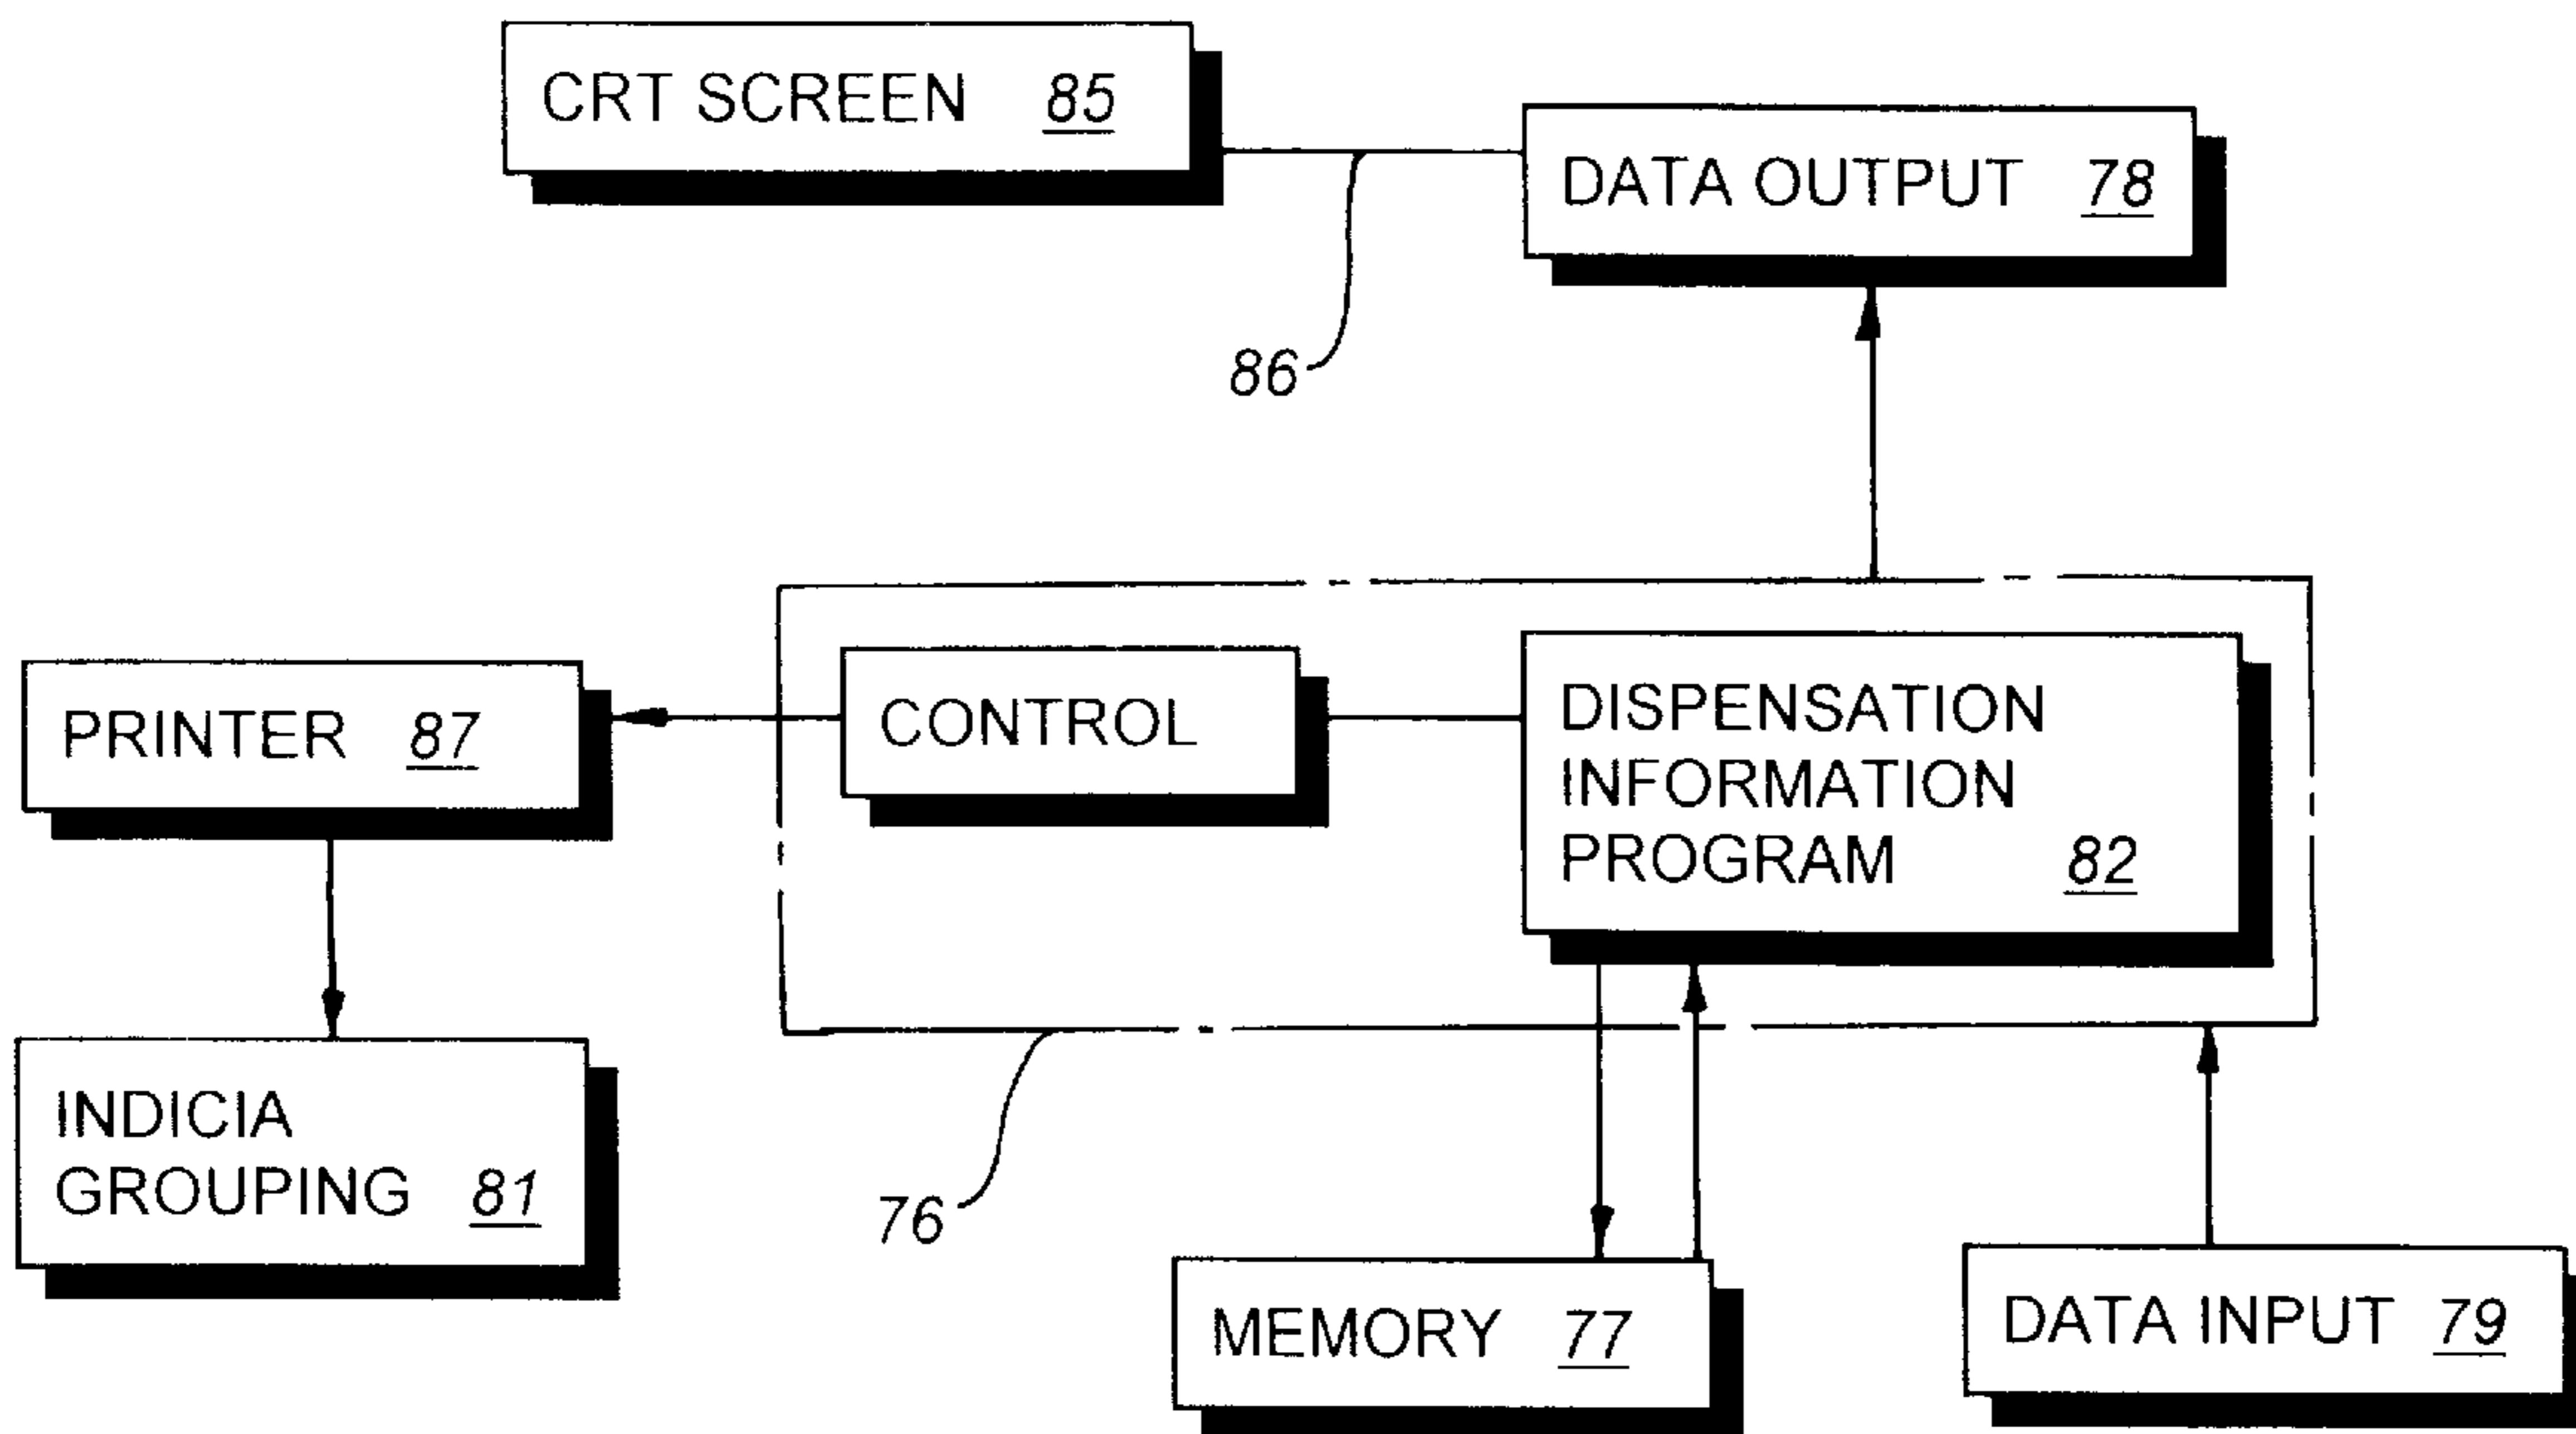 CRT SCREEN 85
DATA OUTPUT 78
86
PRINTER 87
CONTROL
DISPENSATION
INFORMATION
PROGRAM 82
INDICIA
GROUPING 81
76
MEMORY 77
DATA INPUT 79